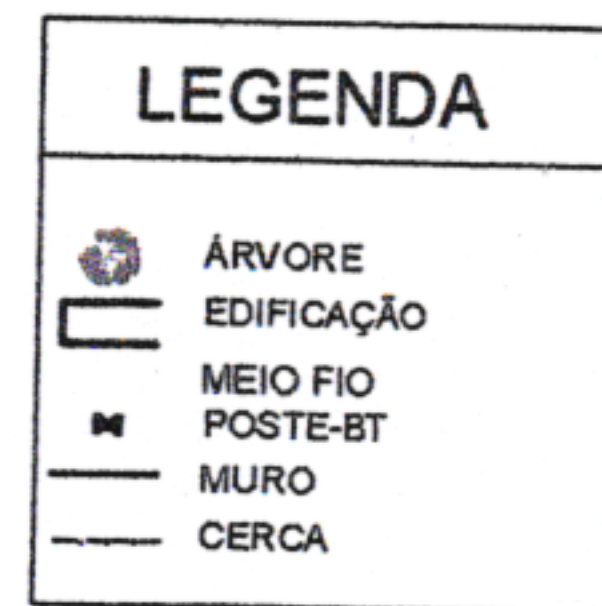 LEGENDA
ÁRVORE
EDIFICAÇÃO
MEIO FIO
POSTE-BT
MURO
CERCA